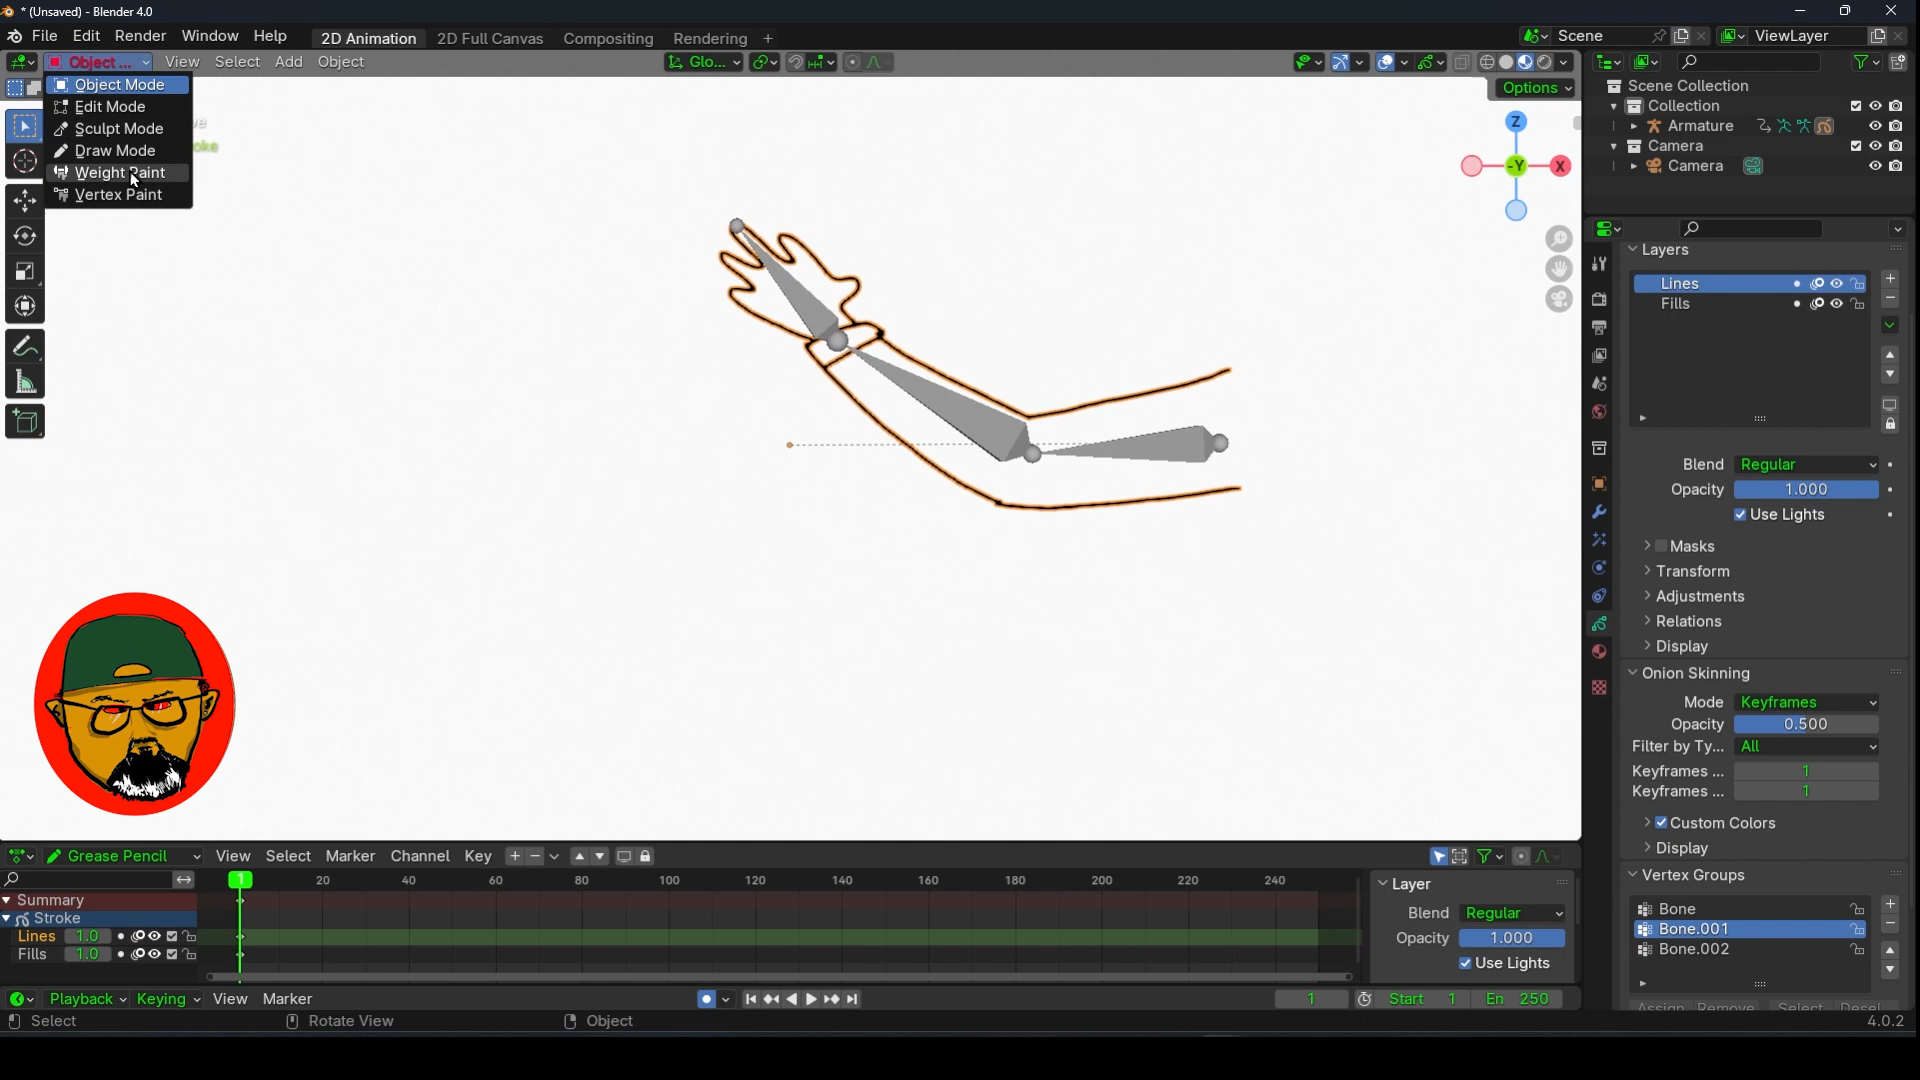 * (Unsaved) - Blender 4.0
File Edit Render Window Help 2D Animation 2D Full Canvas Compositing Rendering + Scene ViewLayer
Object ... View Select Add Object Glo...
Object Mode
Edit Mode
Sculpt Mode
Draw Mode
Weight Paint
Vertex Paint
Options
Z
-Y
X
Scene Collection
Collection
Armature
Camera
Camera
Layers
Lines
Fills
Blend Regular
Opacity 1.000
Use Lights
Masks
Transform
Adjustments
Relations
Display
Onion Skinning
Mode Keyframes
Opacity 0.500
Filter by Ty... All
Keyframes ... 1
Keyframes ... 1
Custom Colors
Display
Vertex Groups
Bone
Bone.001
Bone.002
Assign Remove Select Desel
Grease Pencil View Select Marker Channel Key
1 20 40 60 80 100 120 140 160 180 200 220 240
Summary
Stroke
Lines 1.0
Fills 1.0
Layer
Blend Regular
Opacity 1.000
Use Lights
Playback Keying View Marker 1 Start 1 En 250
Select Rotate View Object 4.0.2